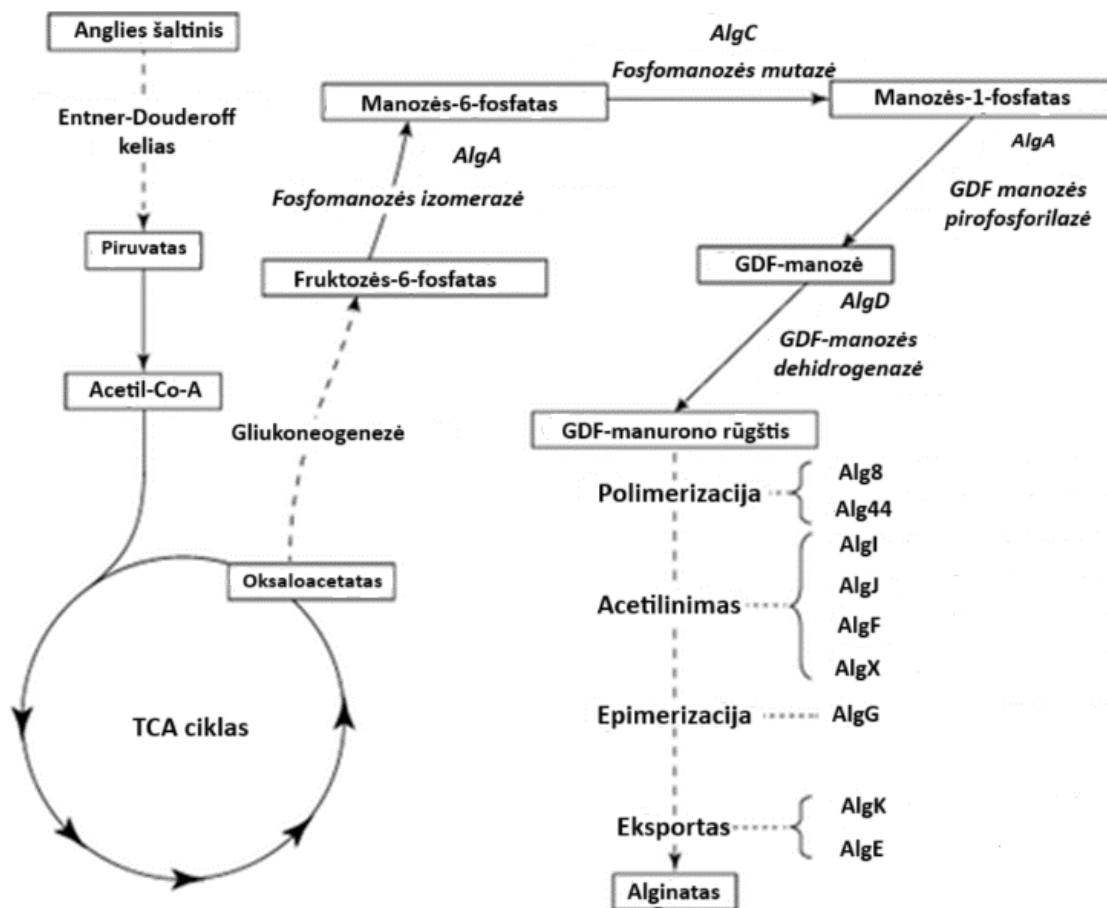 Anglies šaltinis
Entner-Douderoff
kelias
Piruvatas
Acetil-Co-A
TCA ciklas
Oksaloacetatas
Gliukoneogenezė
Fruktozės-6-fosfatas
Fosfomanozės izomerazė
AlgA
Manozės-6-fosfatas
AlgC
Fosfomanozės mutazė
Manozės-1-fosfatas
AlgA
GDF manozės
pirofosforilazė
GDF-manozė
AlgD
GDF-manozės
dehidrogenazė
GDF-manurono rūgštis
Polimerizacija
Alg8
Alg44
Acetilinimas
AlgI
AlgJ
AlgF
AlgX
Epimerizacija
AlgG
Eksportas
AlgK
AlgE
Alginatas